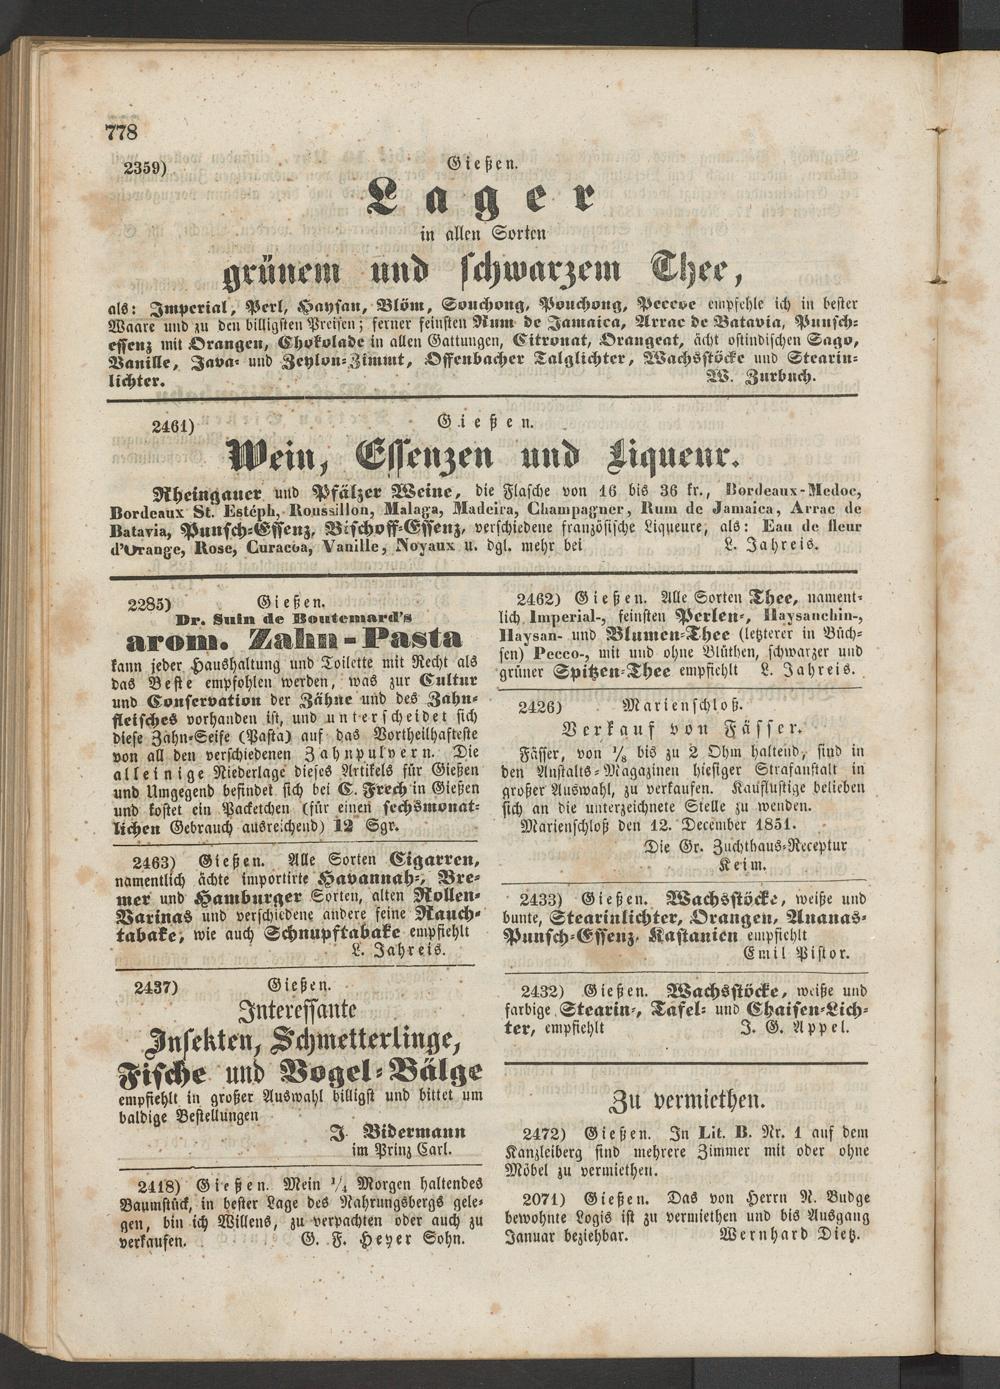 778
2359) Gießen.
Lager
in allen Sorten
grünem und schwarzem Thee,
als: Imperial, Perl, Haysan, Blöm, Souchong, Pouchong, Peccoe empfehle ich in bester
Waare und zu den billigsten Preisen; ferner feinsten Rum de Jamaica, Arrac de Batavia, Punsch-
essenz mit Orangen, Chokolade in allen Gattungen, Citronat, Orangeat, ächt ostindischen Sago,
Vanille, Java- und Zeylon-Zimmt, Offenbacher Talglichter, Wachsstöcke und Stearin-
lichter. W. Zurbuch.
2461) Gießen.
Wein, Essenzen und Liqueur.
Rheingauer und Pfälzer Weine, die Flasche von 16 bis 36 kr., Bordeaux-Medoc,
Bordeaux St. Estéph, Roussillon, Malaga, Madeira, Champagner, Rum de Jamaica, Arrac de
Batavia, Punsch-Essenz, Bischoff-Essenz, verschiedene französische Liqueure, als: Eau de fleur
d'Orange, Rose, Curacoa, Vanille, Noyaux u. dgl. mehr bei L. Jahreis.
2285) Gießen.
Dr. Suin de Boutemard's
arom. Zahn-Pasta
kann jeder Haushaltung und Toilette mit Recht als
das Beste empfohlen werden, was zur Cultur
und Conservation der Zähne und des Zahn-
fleisches vorhanden ist, und unterscheidet sich
diese Zahn-Seife (Pasta) auf das Vortheilhafteste
von all den verschiedenen Zahnpulvern. Die
alleinige Niederlage dieses Artikels für Gießen
und Umgegend befindet sich bei C. Frech in Gießen
und kostet ein Packetchen (für einen sechsmonat-
lichen Gebrauch ausreichend) 12 Sgr.
2463) Gießen. Alle Sorten Cigarren,
namentlich ächte importirte Havannah-, Bre-
mer und Hamburger Sorten, alten Rollen-
Varinas und verschiedene andere feine Rauch-
tabake, wie auch Schnupftabake empfiehlt
L. Jahreis.
2437) Gießen.
Interessante
Insekten, Schmetterlinge,
Fische und Vogel-Bälge
empfiehlt in großer Auswahl billigst und bittet um
baldige Bestellungen
J. Bidermann
im Prinz Carl.
2418) Gießen. Mein 1/4 Morgen haltendes
Baumstück, in bester Lage des Nahrungsbergs gele-
gen, bin ich Willens, zu verpachten oder auch zu
verkaufen. G. F. Heyer Sohn.
2462) Gießen. Alle Sorten Thee, nament-
lich Imperial-, feinsten Perlen-, Haysanchin-,
Haysan- und Blumen-Thee (letzterer in Büch-
sen) Pecco-, mit und ohne Blüthen, schwarzer und
grüner Spitzen-Thee empfiehlt L. Jahreis.
2426) Marienschloß.
Verkauf von Fässer.
Fässer, von 1/8 bis zu 2 Ohm haltend, sind in
den Anstalts-Magazinen hiesiger Strafanstalt in
großer Auswahl, zu verkaufen. Kauflustige belieben
sich an die unterzeichnete Stelle zu wenden.
Marienschloß den 12. December 1851.
Die Gr. Zuchthaus-Receptur
Keim.
2433) Gießen. Wachsstöcke, weiße und
bunte, Stearinlichter, Orangen, Ananas-
Punsch-Essenz, Kastanien empfiehlt
Emil Pistor.
2432) Gießen. Wachsstöcke, weiße und
farbige Stearin-, Tafel- und Chaisen-Lich-
ter, empfiehlt J. G. Appel.
Zu vermiethen.
2472) Gießen. In Lit. B. Nr. 1 auf dem
Kanzleiberg sind mehrere Zimmer mit oder ohne
Möbel zu vermiethen.
2071) Gießen. Das von Herrn N. Budge
bewohnte Logis ist zu vermiethen und bis Ausgang
Januar beziehbar. Wernhard Dietz.